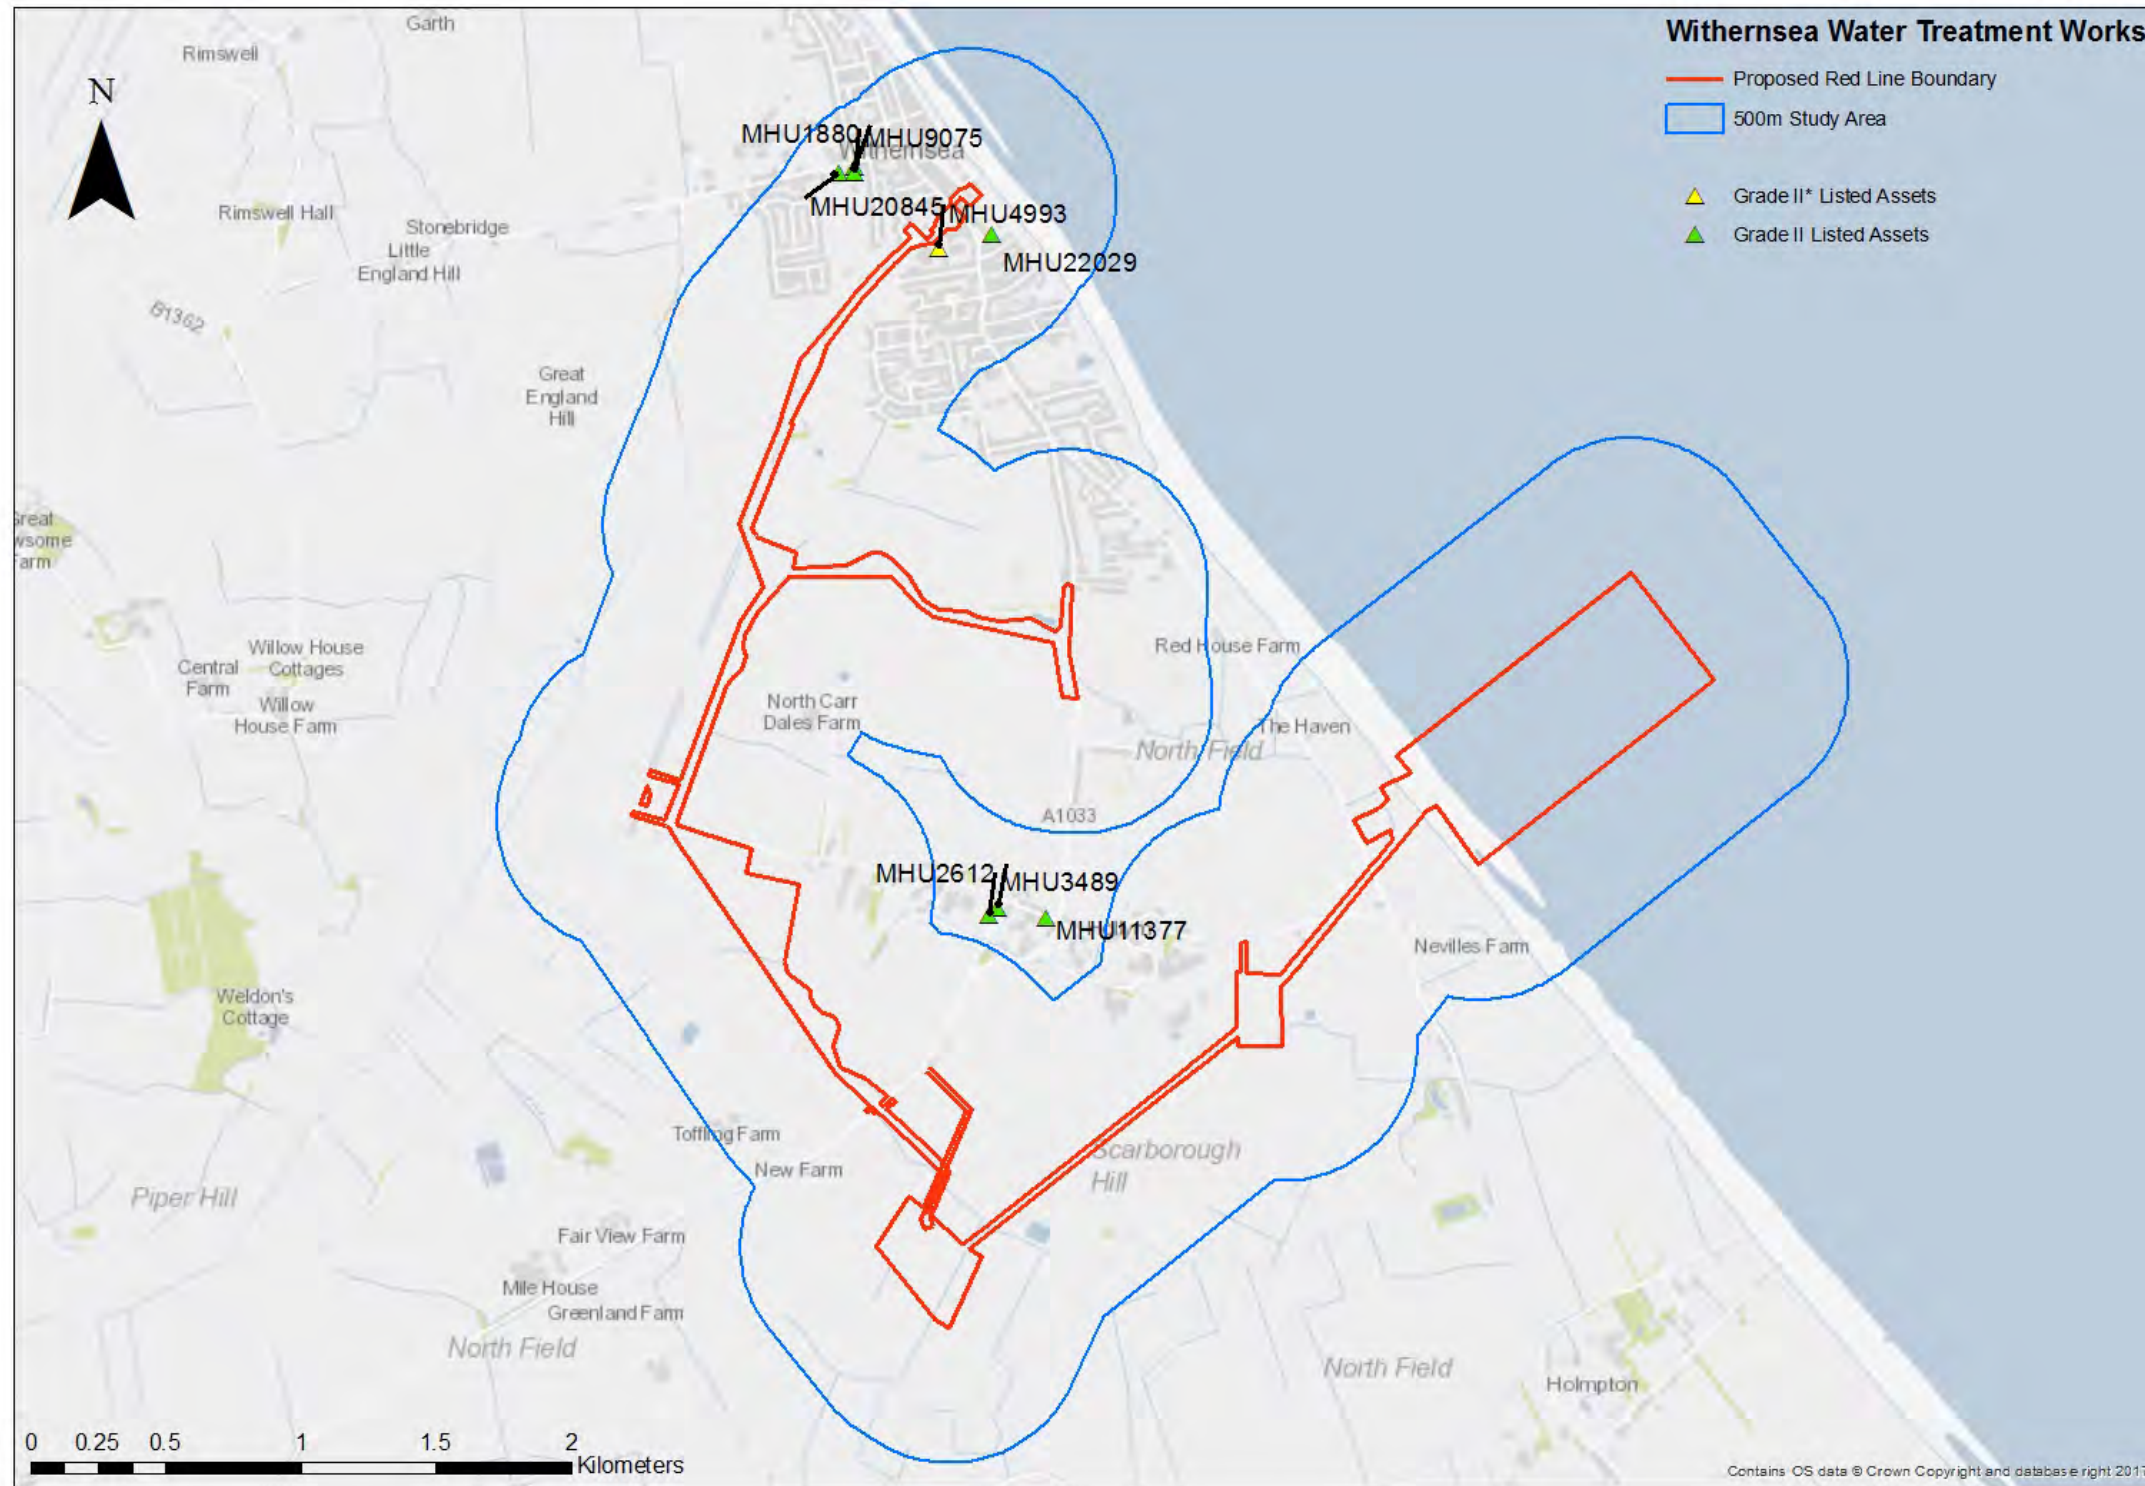 Garth
Withernsea Water Treatment Works
Rimswell
Proposed Red Line Boundary
N
500m Study Area
MHU1880
MHU9075
Withernsea
Grade II* Listed Assets
Rimswell Hall
MHU20845
MHU4993
Stonebridge
Grade II Listed Assets
Little
England Hill
MHU22029
B1362
Great
England
Hill
Great
wsome
Farm
Willow House
Cottages
Red House Farm
Central
Farm
Willow
House Farm
North Carr
Dales Farm
The Haven
North Field
A1033
MHU2612
MHU3489
MHU11377
Nevilles Farm
Weldon's
Cottage
Toffling Farm
Scarborough
Hill
New Farm
Piper Hill
Fair View Farm
Mile House
Greenland Farm
North Field
North Field
Holmpton
0 0.25 0.5 1 1.5 2
Kilometers
Contains OS data © Crown Copyright and database right 2017